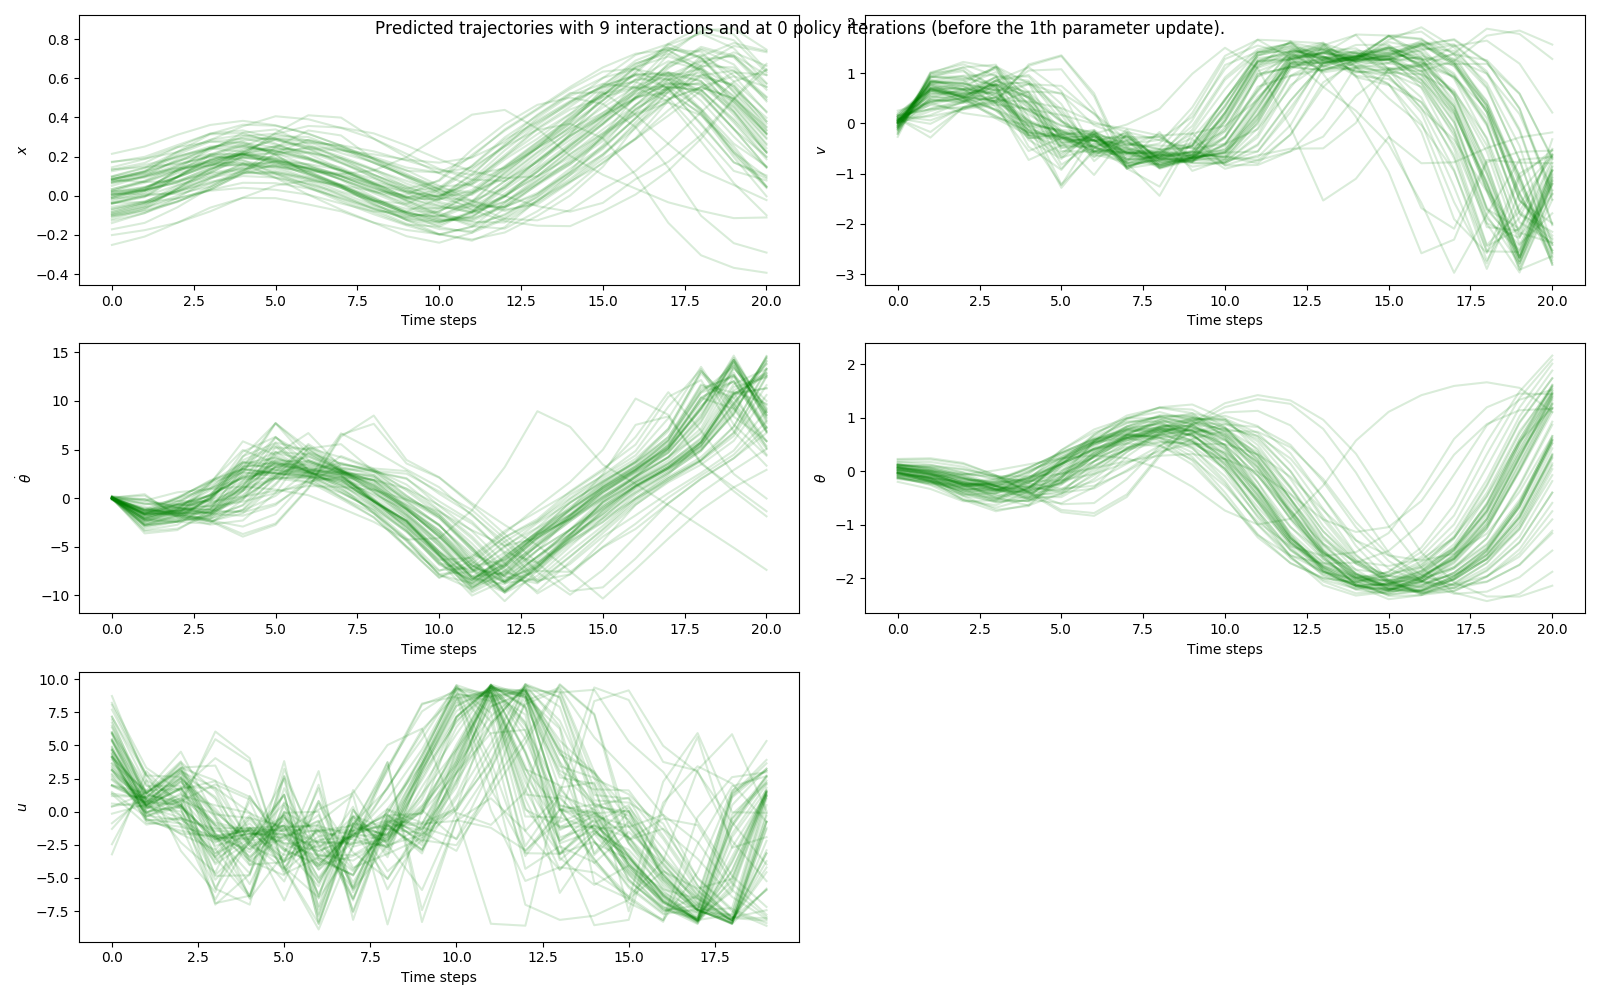 Predicted trajectories with 9 interactions and at 0 policy iterations (before the 1th parameter update).
x
0.8
0.6
0.4
0.2
0.0
−0.2
−0.4
0.0 2.5 5.0 7.5 10.0 12.5 15.0 17.5 20.0
Time steps
v
2
1
0
−1
−2
−3
0.0 2.5 5.0 7.5 10.0 12.5 15.0 17.5 20.0
Time steps
θ̇
15
10
5
0
−5
−10
0.0 2.5 5.0 7.5 10.0 12.5 15.0 17.5 20.0
Time steps
θ
2
1
0
−1
−2
0.0 2.5 5.0 7.5 10.0 12.5 15.0 17.5 20.0
Time steps
u
10.0
7.5
5.0
2.5
0.0
−2.5
−5.0
−7.5
0.0 2.5 5.0 7.5 10.0 12.5 15.0 17.5
Time steps